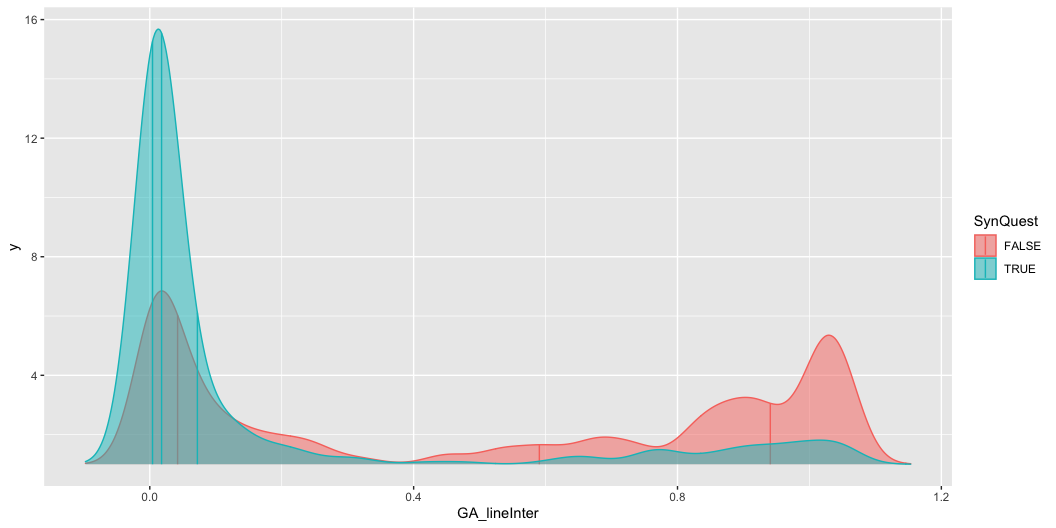 16
12
8
4
y
0.0 0.4 0.8 1.2
GA_lineInter
SynQuest
FALSE
TRUE